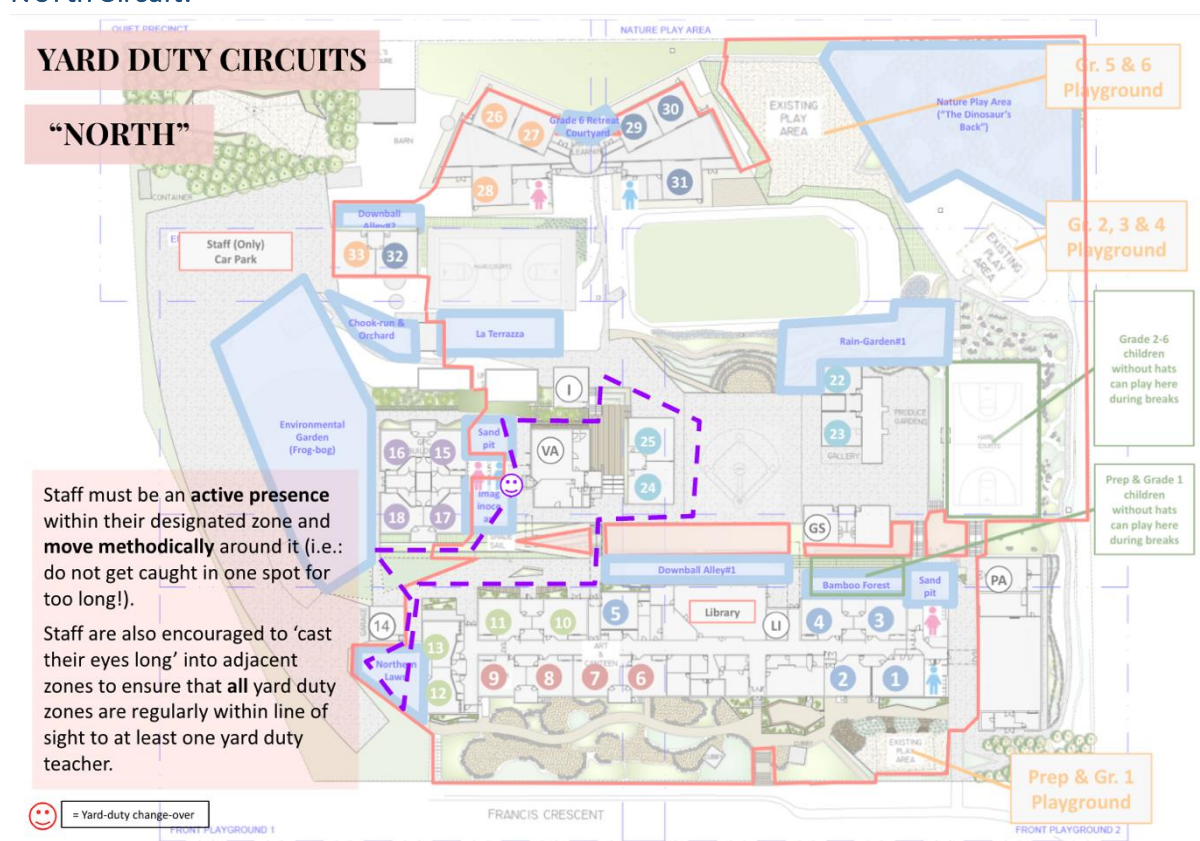 North Circuit:
QUIET PRECINCT
NATURE PLAY AREA
YARD DUTY CIRCUITS
“NORTH”
Gr. 5 & 6
Playground
Nature Play Area
(“The Dinosaur’s
Back”)
EXISTING
PLAY
AREA
26
27
Grade 6 Retreat
Courtyard
29
30
BARN
28
31
CONTAINER
Downball
Alley#2
33
32
Staff (Only)
Car Park
Gr. 2, 3 & 4
Playground
EXISTING
PLAY
AREA
Chook-run &
Orchard
La Terrazza
Rain-Garden#1
Grade 2-6
children
without hats
can play here
during breaks
22
23
GALLERY
PRODUCE
GARDENS
I
VA
25
24
Environmental
Garden
(Frog-bog)
Sand
pit
16
15
18
17
imag
inoce
an
SAIL
GS
Prep & Grade 1
children
without hats
can play here
during breaks
Staff must be an active presence
within their designated zone and
move methodically around it (i.e.:
do not get caught in one spot for
too long!).
Staff are also encouraged to ‘cast
their eyes long’ into adjacent
zones to ensure that all yard duty
zones are regularly within line of
sight to at least one yard duty
teacher.
Downball Alley#1
Bamboo Forest
Sand
pit
PA
14
11
10
5
Library
LI
4
3
13
12
ART
&
CANTEEN
Northern
Lawn
9
8
7
6
2
1
EXISTING
PLAY
AREA
Prep & Gr. 1
Playground
= Yard-duty change-over
FRANCIS CRESCENT
FRONT PLAYGROUND 1
FRONT PLAYGROUND 2